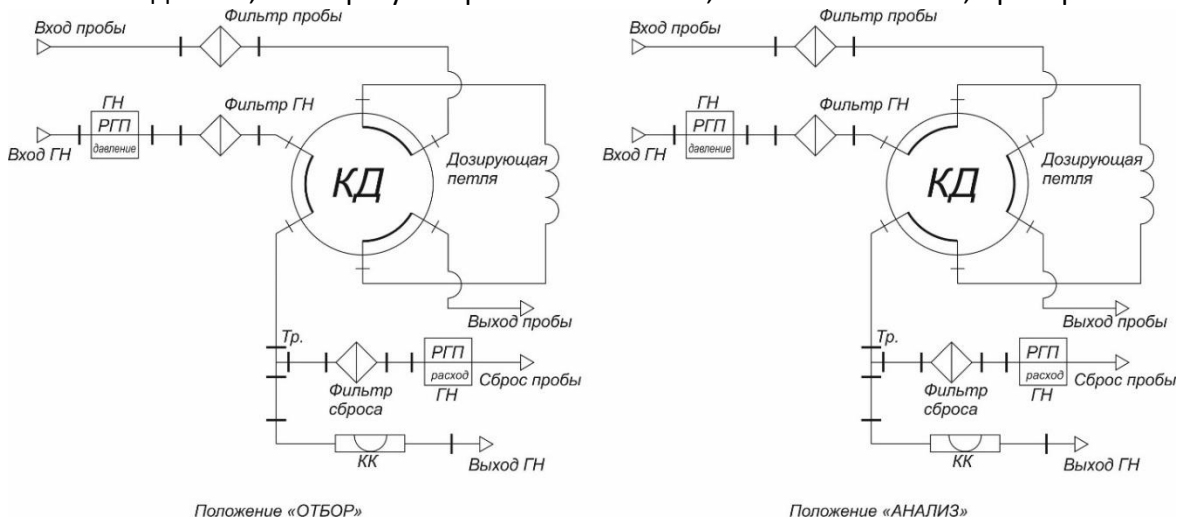 Вход пробы
Фильтр пробы
ГН
РГП
давление
Вход ГН
Фильтр ГН
КД
Дозирующая
петля
Выход пробы
Тр.
РГП
расход
ГН
Фильтр
сброса
Сброс пробы
КК
Выход ГН
Положение «ОТБОР»
Вход пробы
Фильтр пробы
ГН
РГП
давление
Вход ГН
Фильтр ГН
КД
Дозирующая
петля
Выход пробы
Тр.
РГП
расход
ГН
Фильтр
сброса
Сброс пробы
КК
Выход ГН
Положение «АНАЛИЗ»